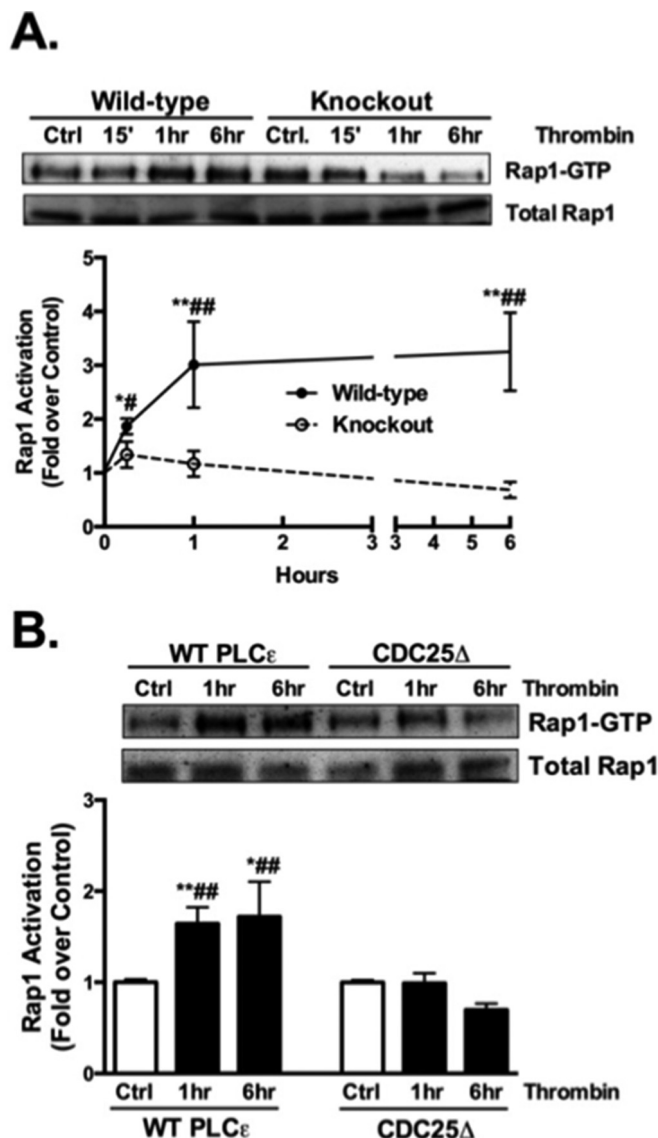 A.
Wild-type Knockout
Ctrl 15' 1hr 6hr Ctrl. 15' 1hr 6hr Thrombin
Rap1-GTP
Total Rap1
5
4
3
2
1
0
Rap1 Activation
(Fold over Control)
**## **##
*#
Wild-type
Knockout
0 1 2 3 3 4 5 6
Hours
B.
WT PLCε CDC25Δ
Ctrl 1hr 6hr Ctrl 1hr 6hr Thrombin
Rap1-GTP
Total Rap1
3
2
1
0
Rap1 Activation
(Fold over Control)
**## *##
Ctrl 1hr 6hr Ctrl 1hr 6hr Thrombin
WT PLCε CDC25Δ